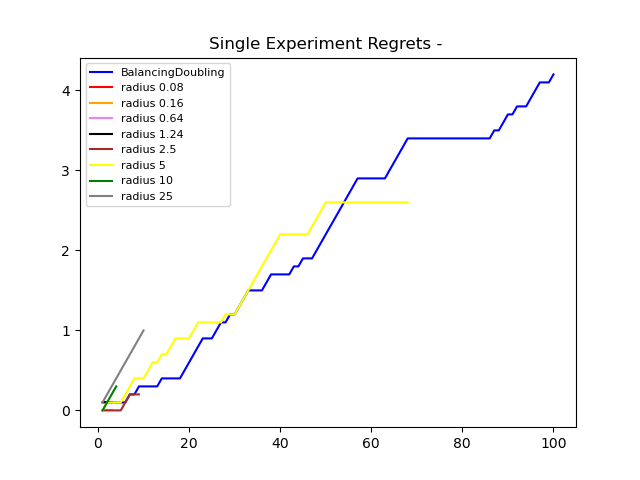 Single Experiment Regrets -
BalancingDoubling
radius 0.08
radius 0.16
radius 0.64
radius 1.24
radius 2.5
radius 5
radius 10
radius 25
4
3
2
1
0
0 20 40 60 80 100